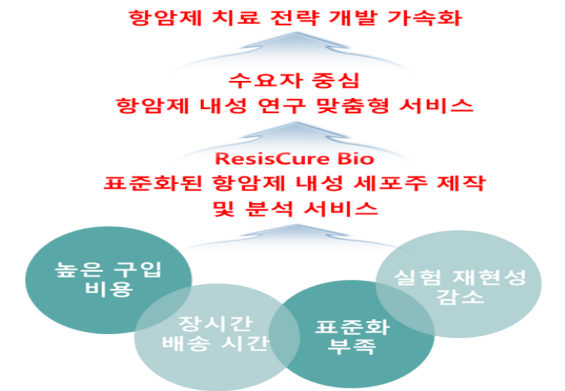 항암제 치료 전략 개발 가속화
수요자 중심
항암제 내성 연구 맞춤형 서비스
ResisCure Bio
표준화된 항암제 내성 세포주 제작
및 분석 서비스
높은 구입
비용
장시간
배송 시간
표준화
부족
실험 재현성
감소